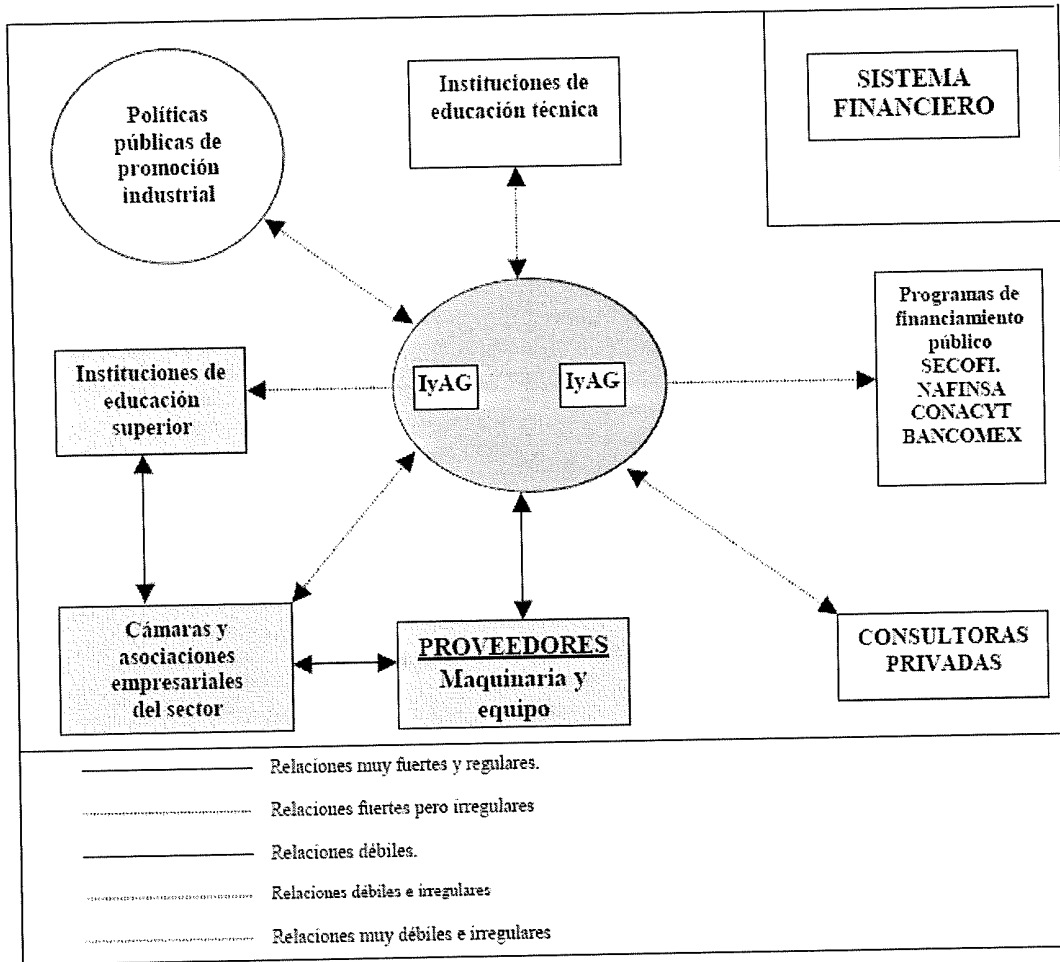 Políticas
públicas de
promoción
industrial
Instituciones de
educación técnica
SISTEMA
FINANCIERO
Programas de
financiamiento
público
SECOFI.
NAFINSA
CONACYT
BANCOMEX
Instituciones de
educación
superior
IyAG
IyAG
Cámaras y
asociaciones
empresariales
del sector
PROVEEDORES
Maquinaria y
equipo
CONSULTORAS
PRIVADAS
Relaciones muy fuertes y regulares.
Relaciones fuertes pero irregulares
Relaciones débiles.
Relaciones débiles e irregulares
Relaciones muy débiles e irregulares